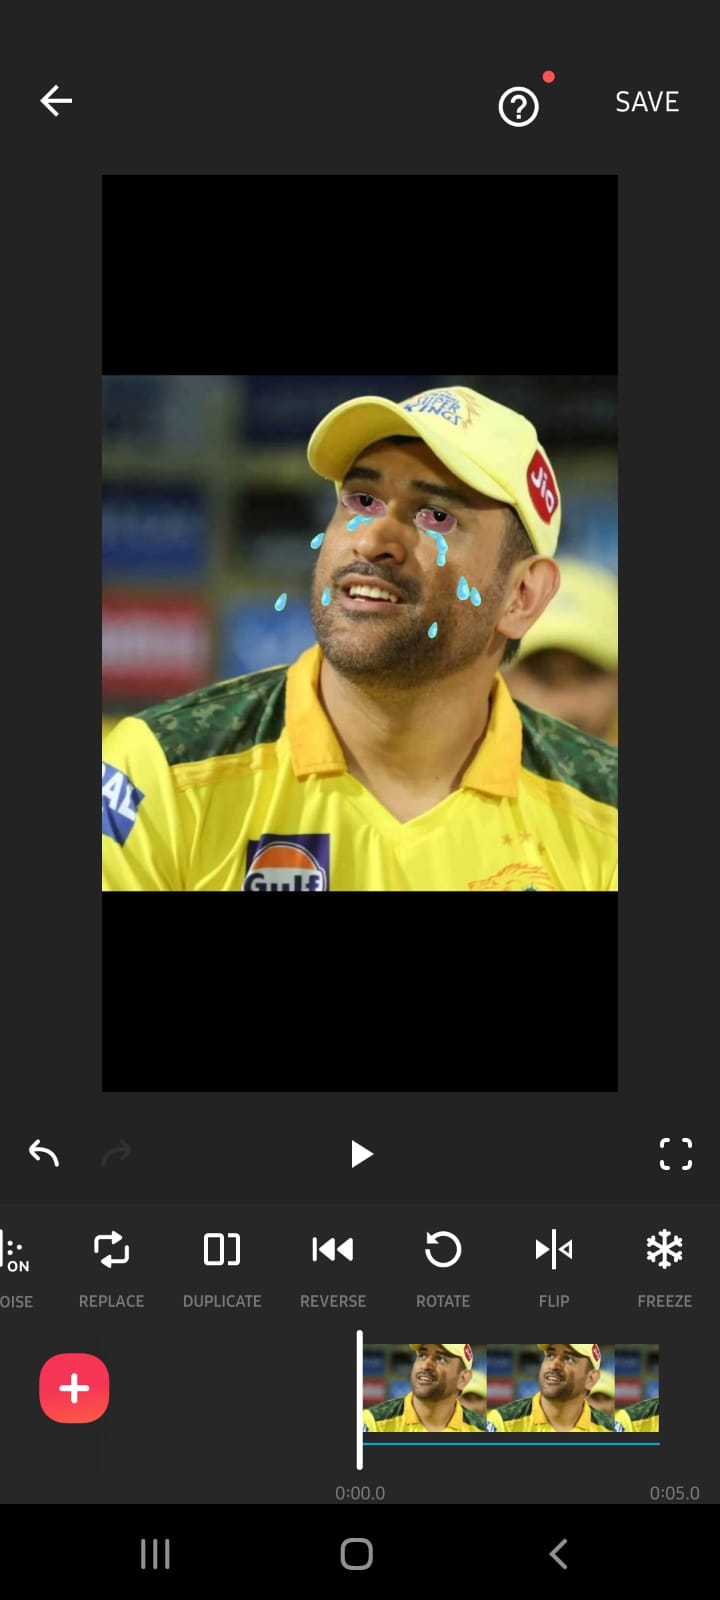 SAVE
SUPER
KINGS
Jio
AL
Gulf
ON
OISE
REPLACE
DUPLICATE
REVERSE
ROTATE
FLIP
FREEZE
0:00.0
0:05.0